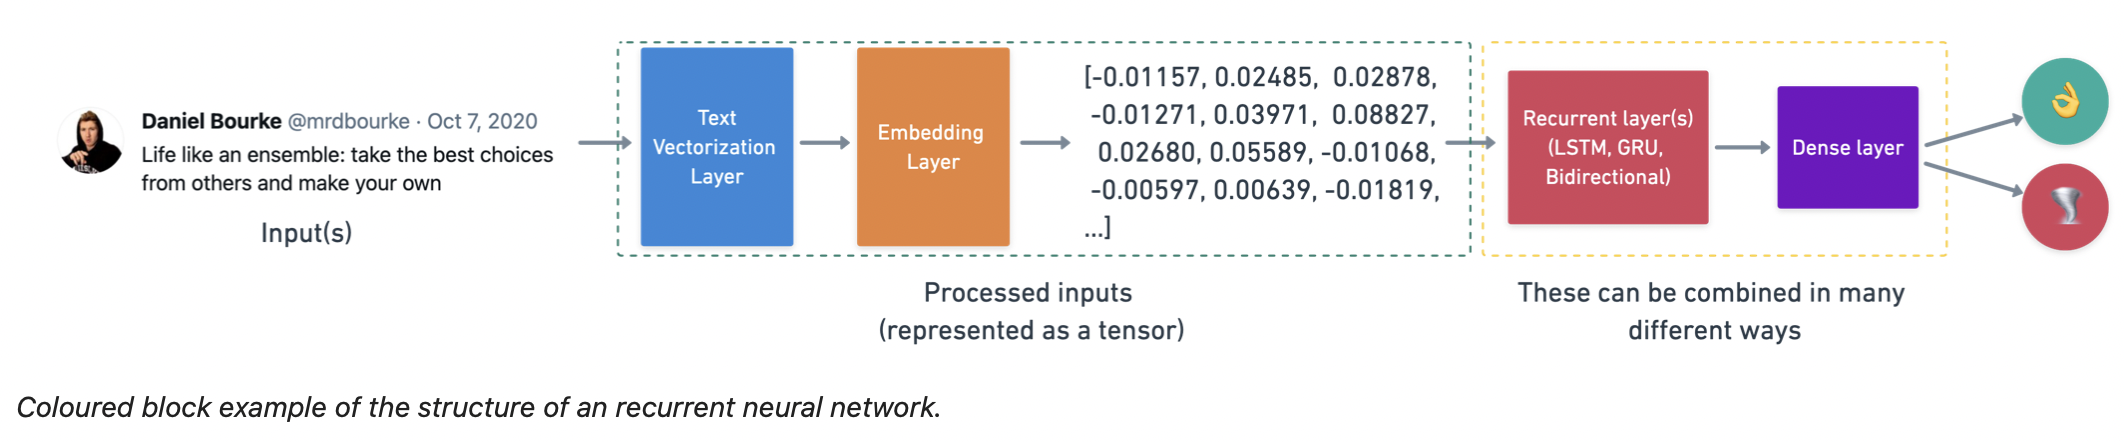 Daniel Bourke @mrdbourke · Oct 7, 2020
Life like an ensemble: take the best choices
from others and make your own
Input(s)
Text
Vectorization
Layer
Embedding
Layer
[-0.01157, 0.02485, 0.02878,
-0.01271, 0.03971, 0.08827,
0.02680, 0.05589, -0.01068,
-0.00597, 0.00639, -0.01819,
...]
Processed inputs
(represented as a tensor)
Recurrent layer(s)
(LSTM, GRU,
Bidirectional)
Dense layer
These can be combined in many
different ways
Coloured block example of the structure of an recurrent neural network.